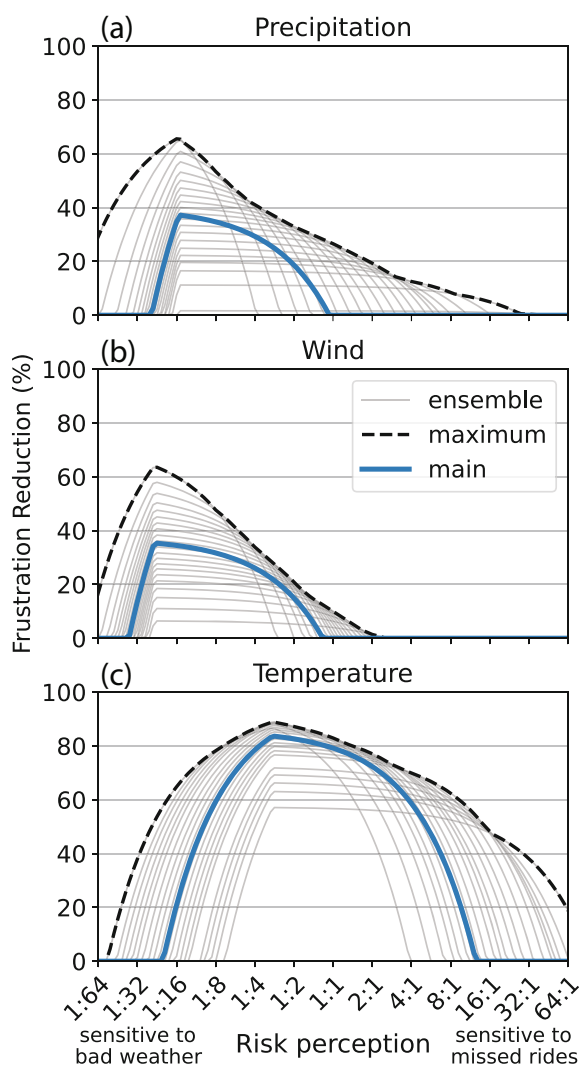 (a) Precipitation
100
80
60
40
20
0
(b) Wind
100
80
60
40
20
0
ensemble
maximum
main
Frustration Reduction (%)
(c) Temperature
100
80
60
40
20
0
1:64 1:32 1:16 1:8 1:4 1:2 1:1 2:1 4:1 8:1 16:1 32:1 64:1
sensitive to
bad weather
Risk perception
sensitive to
missed rides